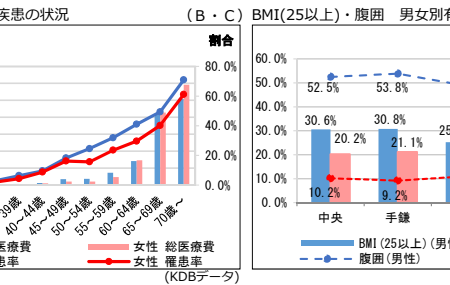 疾患の状況
（B・C）
割合
80.0%
60.0%
40.0%
20.0%
0.0%
39歳
40～44歳
45～49歳
50～54歳
55～59歳
60～64歳
65～69歳
70歳～
医療費
女性 総医療費
患率
女性 罹患率
(KDBデータ)
BMI(25以上)・腹囲 男女別有
60.0%
50.0%
40.0%
30.0%
20.0%
10.0%
0.0%
52.5%
53.8%
30.6%
30.8%
25
20.2%
21.1%
10.2%
9.2%
中央
手鎌
BMI(25以上)(男性
腹囲(男性)